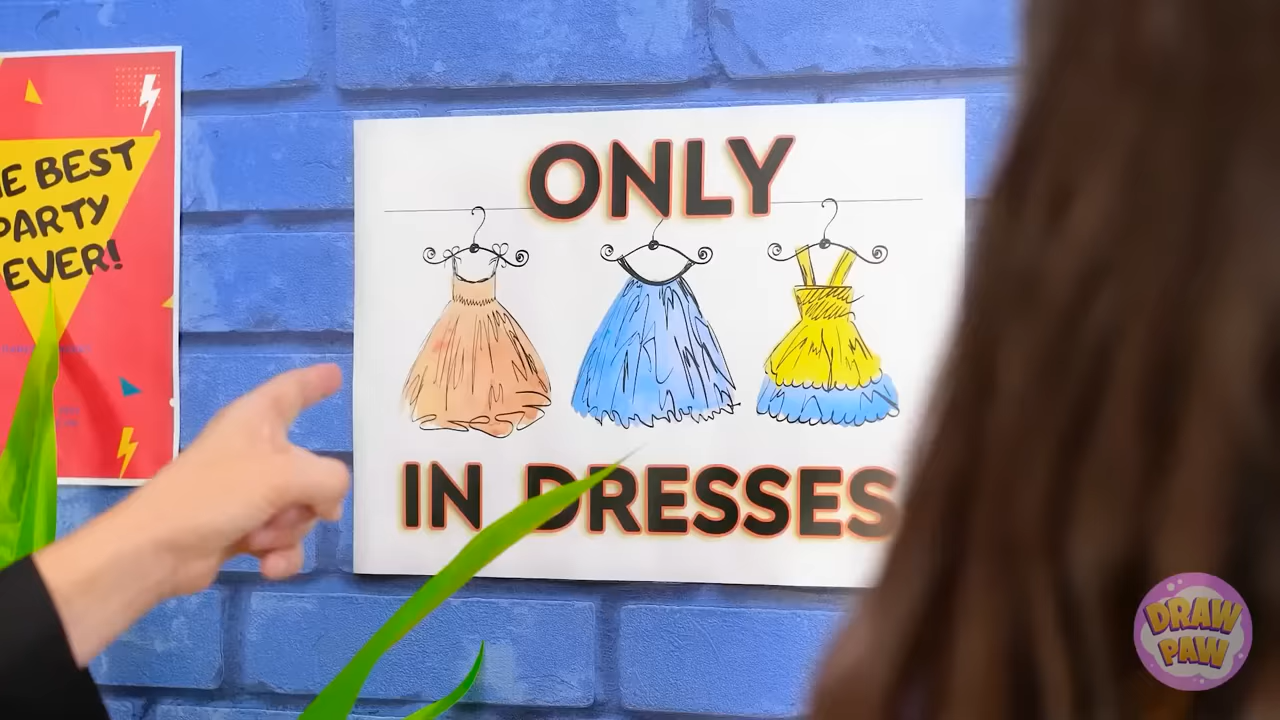 E BEST
PARTY
EVER!
ONLY
IN DRESSES
DRAW
PAW